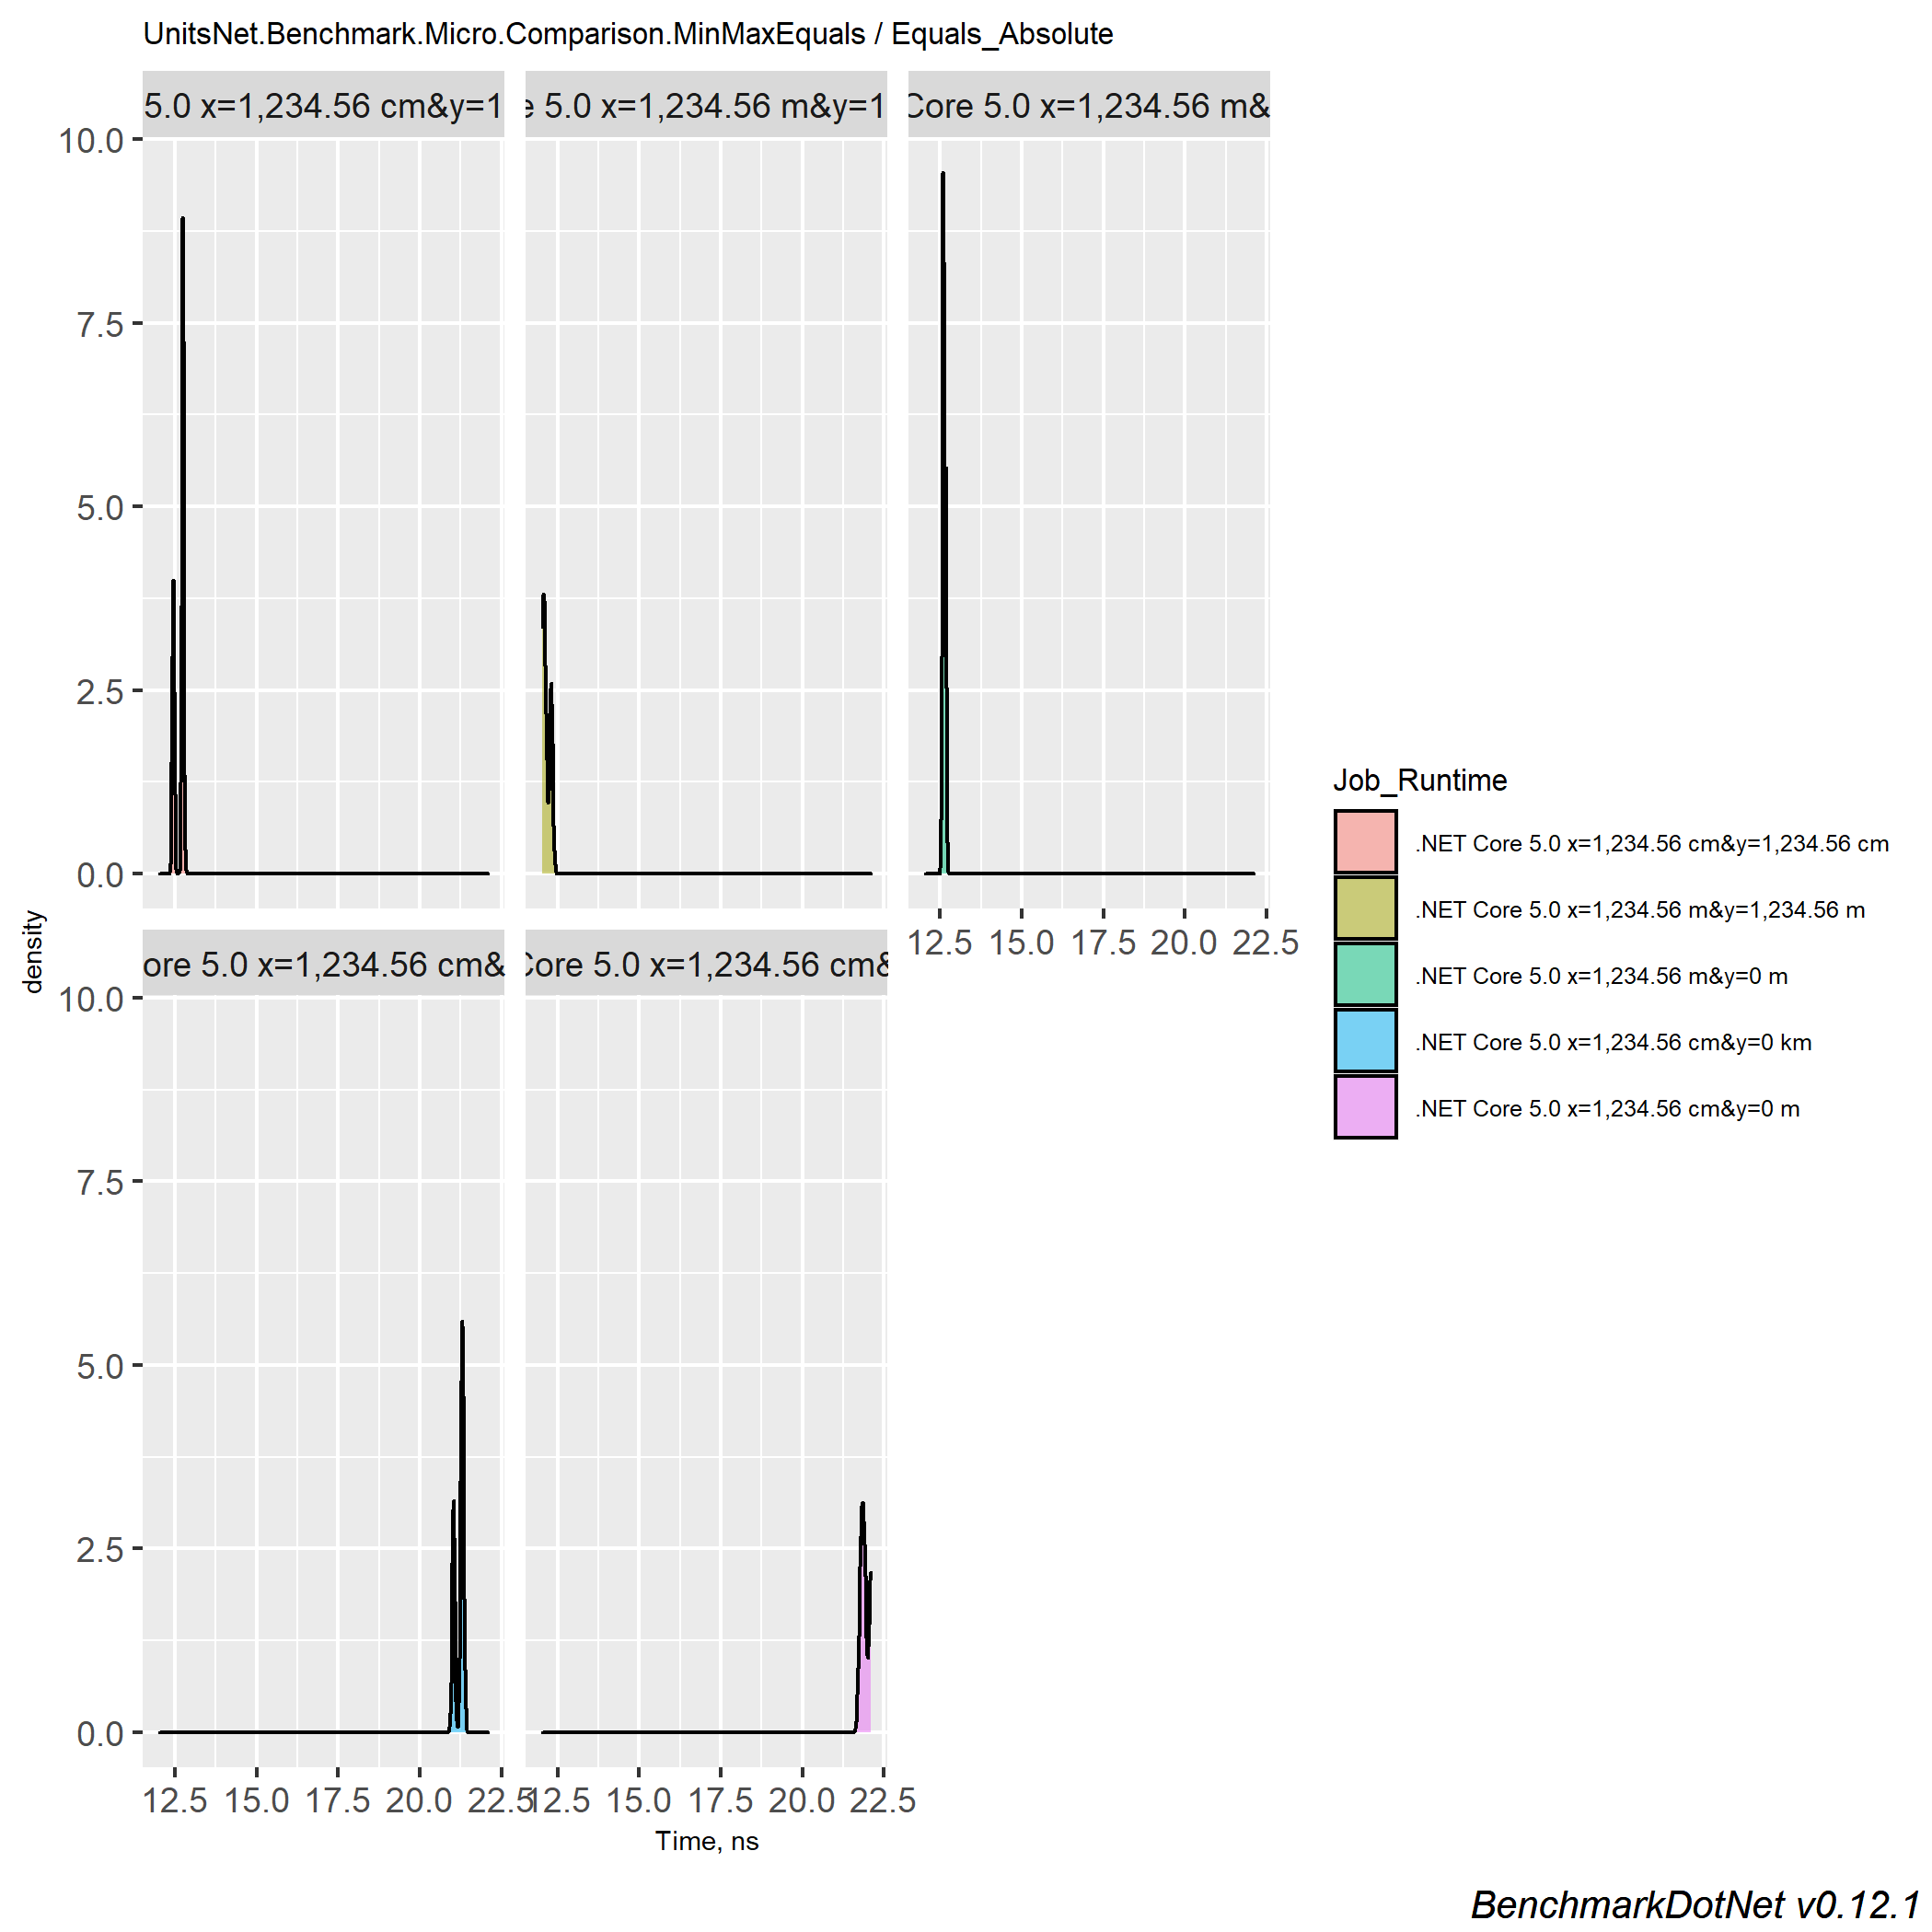 UnitsNet.Benchmark.Micro.Comparison.MinMaxEquals / Equals_Absolute
5.0 x=1,234.56 cm&y=1
e 5.0 x=1,234.56 m&y=1
Core 5.0 x=1,234.56 m&
10.0
7.5
5.0
2.5
0.0
12.5 15.0 17.5 20.0 22.5
density
ore 5.0 x=1,234.56 cm&
Core 5.0 x=1,234.56 cm&
10.0
7.5
5.0
2.5
0.0
12.5 15.0 17.5 20.0 22.5
12.5 15.0 17.5 20.0 22.5
Time, ns
Job_Runtime
.NET Core 5.0 x=1,234.56 cm&y=1,234.56 cm
.NET Core 5.0 x=1,234.56 m&y=1,234.56 m
.NET Core 5.0 x=1,234.56 m&y=0 m
.NET Core 5.0 x=1,234.56 cm&y=0 km
.NET Core 5.0 x=1,234.56 cm&y=0 m
BenchmarkDotNet v0.12.1